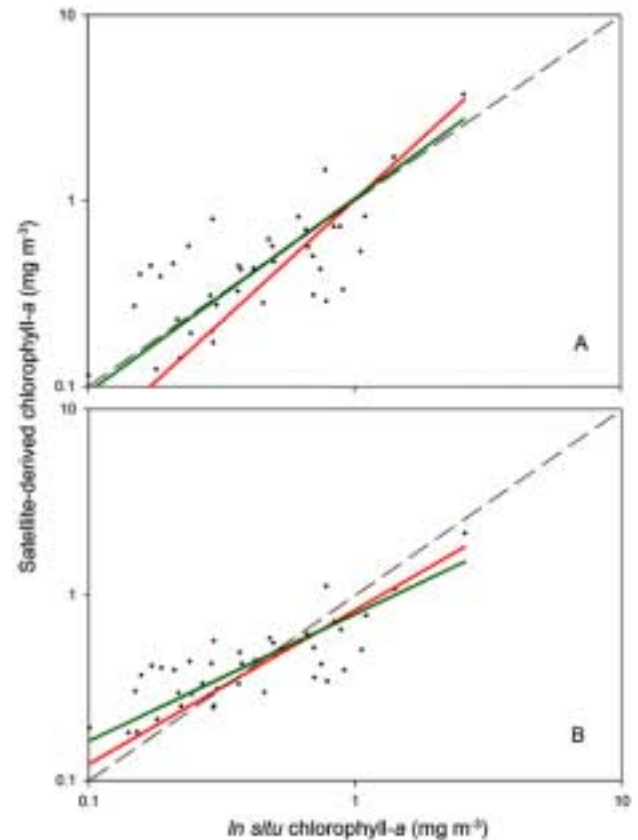 10
1
A
0.1
10
Satellite-derived chlorophyll-a (mg m-3)
1
B
0.1
0.1
1
10
In situ chlorophyll-a (mg m-3)